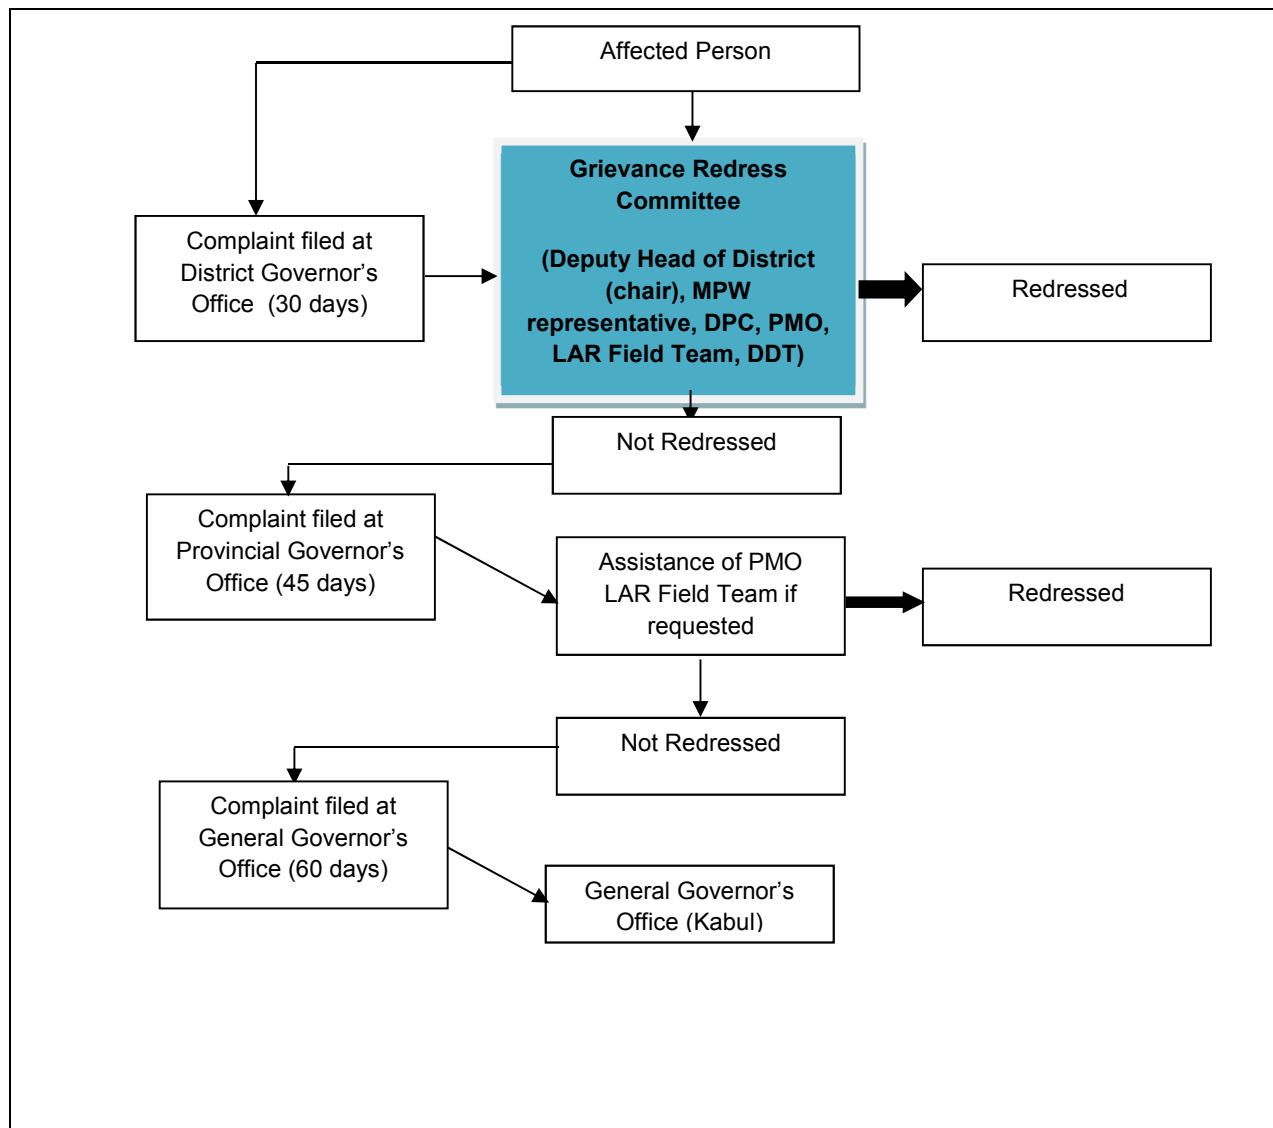 Affected Person
Grievance Redress
Committee
(Deputy Head of District
(chair), MPW
representative, DPC, PMO,
LAR Field Team, DDT)
Complaint filed at
District Governor’s
Office (30 days)
Redressed
Not Redressed
Complaint filed at
Provincial Governor’s
Office (45 days)
Assistance of PMO
LAR Field Team if
requested
Redressed
Not Redressed
Complaint filed at
General Governor’s
Office (60 days)
General Governor’s
Office (Kabul)